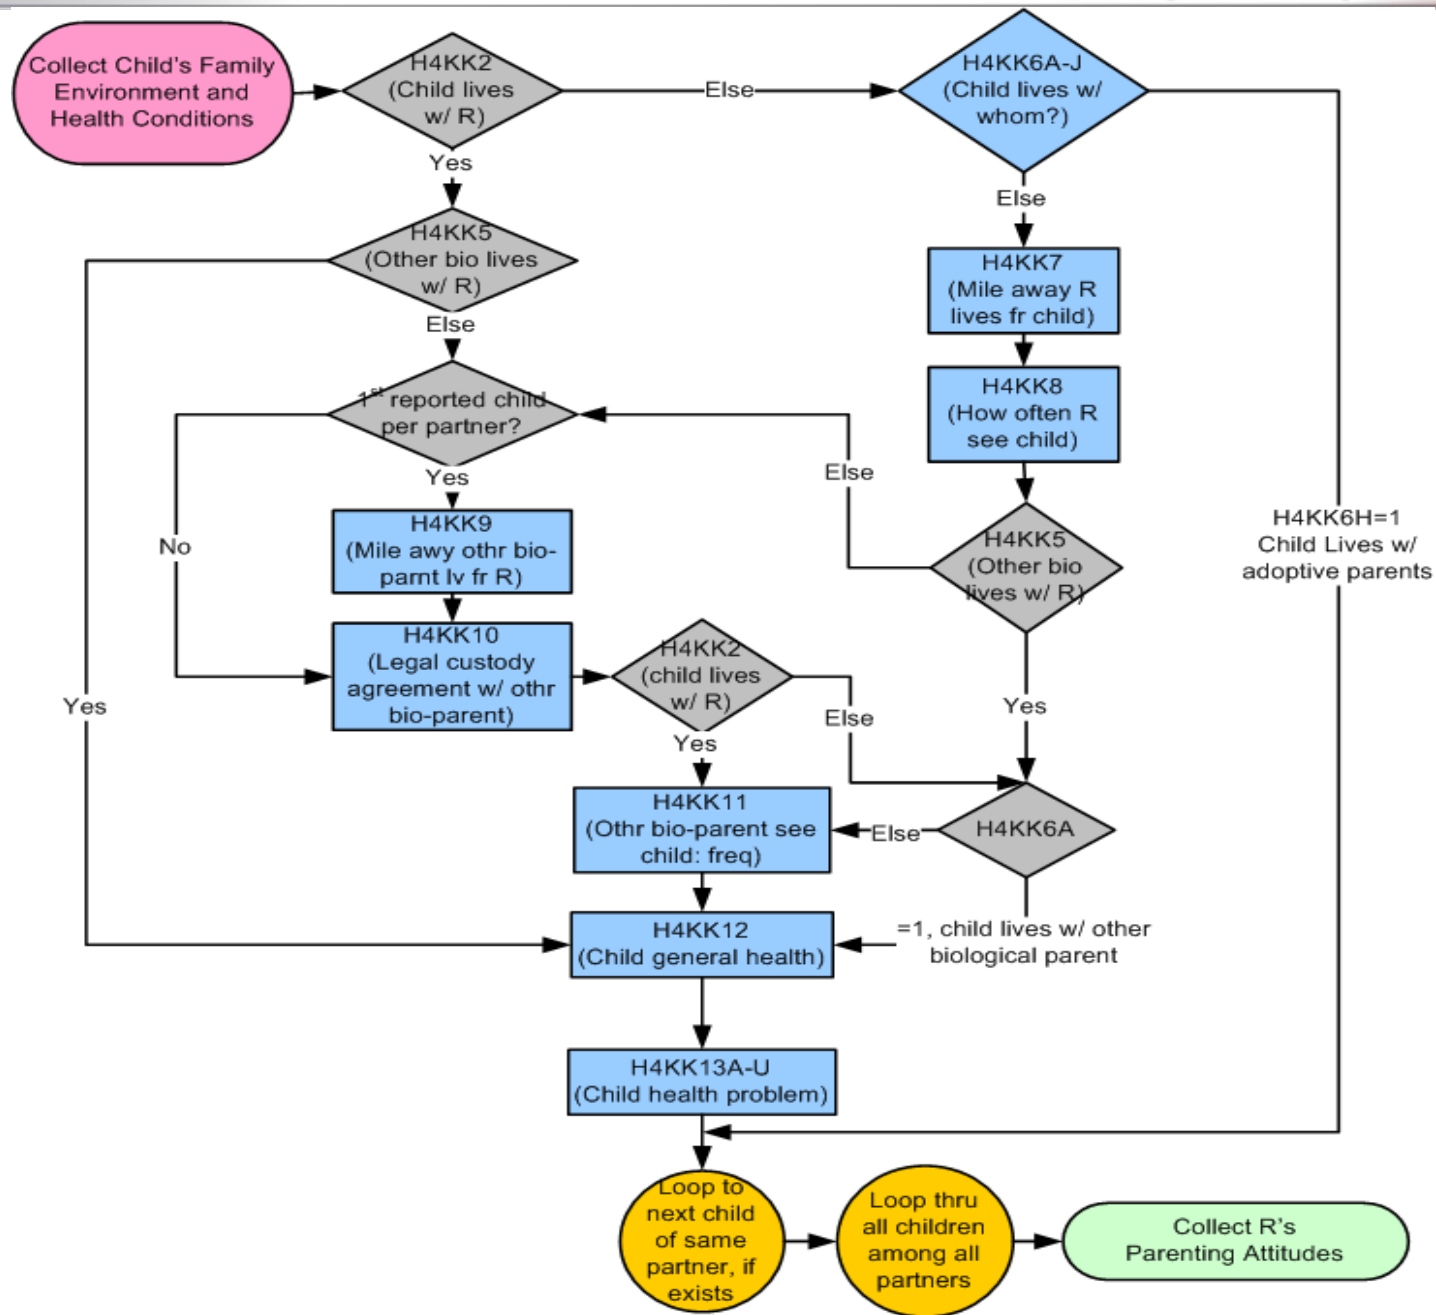 Collect Child's Family
Environment and
Health Conditions
H4KK2
(Child lives
w/ R)
Else
H4KK6A-J
(Child lives w/
whom?)
Yes
Else
H4KK5
(Other bio lives
w/ R)
H4KK7
(Mile away R
lives fr child)
Else
1st reported child
per partner?
H4KK8
(How often R
see child)
Else
Yes
H4KK9
(Mile awy othr bio-
parnt lv fr R)
No
H4KK5
(Other bio
lives w/ R)
H4KK6H=1
Child Lives w/
adoptive parents
H4KK10
(Legal custody
agreement w/ othr
bio-parent)
H4KK2
(child lives
w/ R)
Yes
Else
Yes
Yes
H4KK11
(Othr bio-parent see
child: freq)
Else
H4KK6A
H4KK12
(Child general health)
=1, child lives w/ other
biological parent
H4KK13A-U
(Child health problem)
Loop to
next child
of same
partner, if
exists
Loop thru
all children
among all
partners
Collect R's
Parenting Attitudes